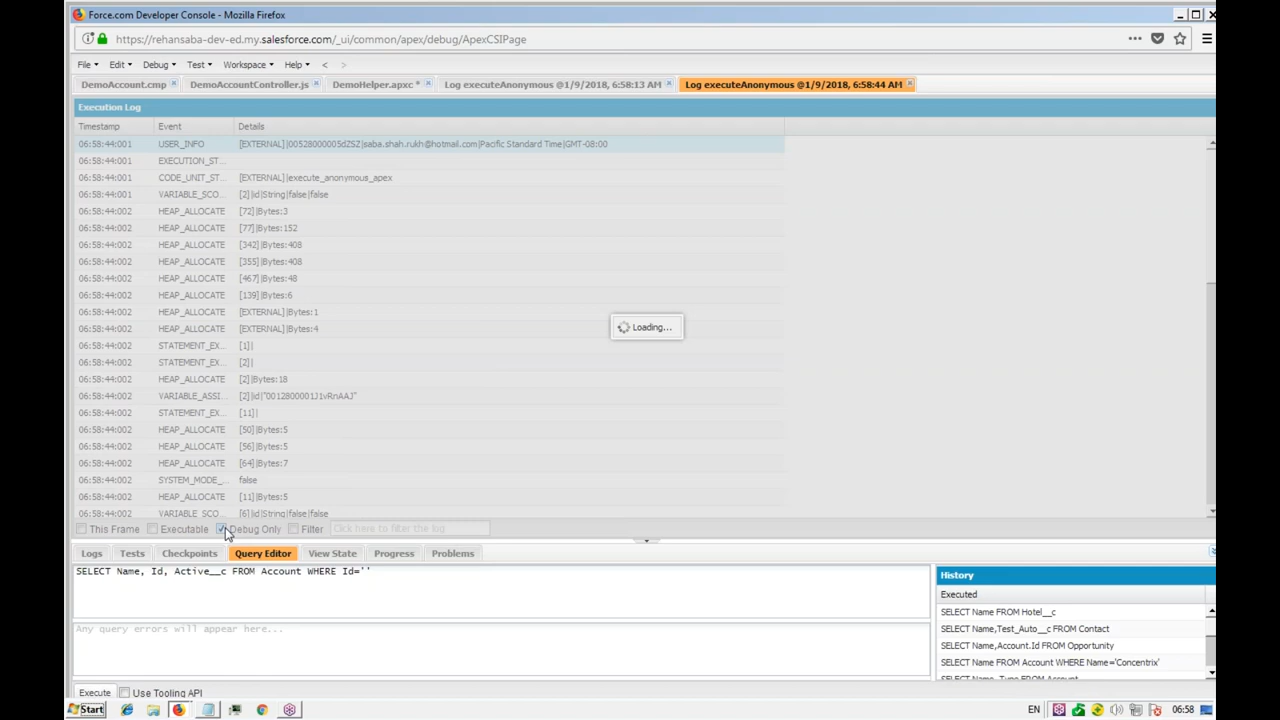 Force.com Developer Console - Mozilla Firefox
https://rehansaba-dev-ed.my.salesforce.com/_ui/common/apex/debug/ApexCSIPage
File Edit Debug Test Workspace Help < >
DemoAccount.cmp DemoAccountController.js DemoHelper.apxc * Log executeAnonymous @1/9/2018, 6:58:13 AM Log executeAnonymous @1/9/2018, 6:58:44 AM
Execution Log
Timestamp Event Details
06:58:44:001 USER_INFO [EXTERNAL]|00528000005dZSZ|saba.shah.rukh@hotmail.com|Pacific Standard Time|GMT-08:00
06:58:44:001 EXECUTION_ST...
06:58:44:001 CODE_UNIT_ST... [EXTERNAL]|execute_anonymous_apex
06:58:44:001 VARIABLE_SCO... [2]|id|String|false|false
06:58:44:002 HEAP_ALLOCATE [72]|Bytes:3
06:58:44:002 HEAP_ALLOCATE [77]|Bytes:152
06:58:44:002 HEAP_ALLOCATE [342]|Bytes:408
06:58:44:002 HEAP_ALLOCATE [355]|Bytes:408
06:58:44:002 HEAP_ALLOCATE [467]|Bytes:48
06:58:44:002 HEAP_ALLOCATE [139]|Bytes:6
06:58:44:002 HEAP_ALLOCATE [EXTERNAL]|Bytes:1
06:58:44:002 HEAP_ALLOCATE [EXTERNAL]|Bytes:4
06:58:44:002 STATEMENT_EX... [1]|
06:58:44:002 STATEMENT_EX... [2]|
06:58:44:002 HEAP_ALLOCATE [2]|Bytes:18
06:58:44:002 VARIABLE_ASSI... [2]|id|"0012800001J1vRnAAJ"
06:58:44:002 STATEMENT_EX... [11]|
06:58:44:002 HEAP_ALLOCATE [50]|Bytes:5
06:58:44:002 HEAP_ALLOCATE [56]|Bytes:5
06:58:44:002 HEAP_ALLOCATE [64]|Bytes:7
06:58:44:002 SYSTEM_MODE_... false
06:58:44:002 HEAP_ALLOCATE [11]|Bytes:5
06:58:44:002 VARIABLE_SCO... [6]|id|String|false|false
Loading...
This Frame Executable Debug Only Filter Click here to filter the log
Logs Tests Checkpoints Query Editor View State Progress Problems
SELECT Name, Id, Active__c FROM Account WHERE Id=''
Any query errors will appear here...
History
Executed
SELECT Name FROM Hotel__c
SELECT Name,Test_Auto__c FROM Contact
SELECT Name,Account.Id FROM Opportunity
SELECT Name FROM Account WHERE Name='Concentrix'
SELECT Name, Type FROM Account
Execute Use Tooling API
Start EN 06:58